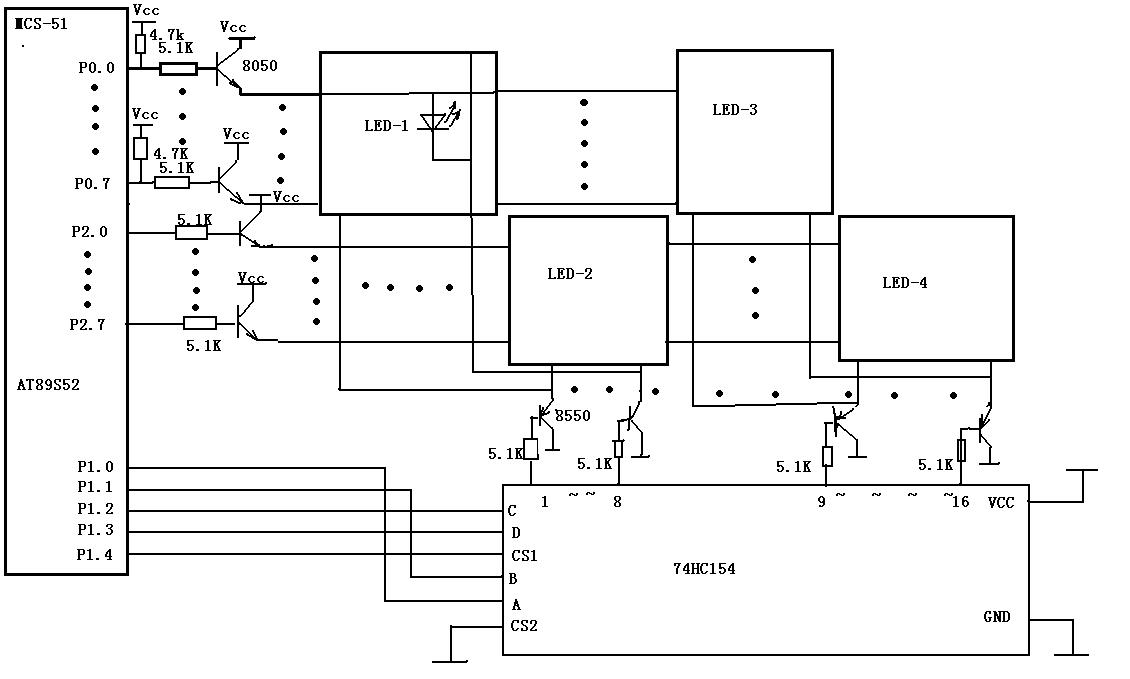 MCS-51
Vcc
4.7k
5.1K
Vcc
8050
P0.0
LED-1
LED-3
Vcc
4.7K
5.1K
Vcc
P0.7
Vcc
5.1K
P2.0
Vcc
LED-2
LED-4
P2.7
5.1K
AT89S52
8550
5.1K
5.1K
5.1K
5.1K
P1.0
P1.1
P1.2
P1.3
P1.4
1 ~ ~ 8 9 ~ ~ ~ ~16 VCC
C
D
CS1
B
A
CS2
74HC154
GND